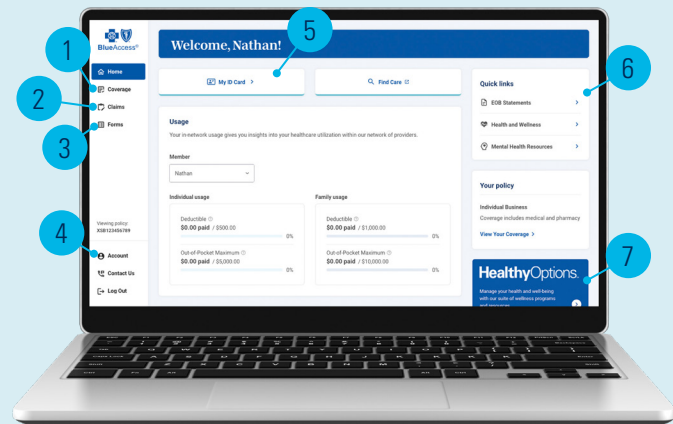 1
2
3
4
5
6
7
BlueAccess®
Home
Coverage
Claims
Forms
Viewing policy:
XSB123456789
Account
Contact Us
Log Out
Welcome, Nathan!
My ID Card
Find Care
Usage
Your in-network usage gives you insights into your healthcare utilization within our network of providers.
Member
Nathan
Individual usage
Deductible
$0.00 paid / $500.00
0%
Out-of-Pocket Maximum
$0.00 paid / $5,000.00
0%
Family usage
Deductible
$0.00 paid / $1,000.00
0%
Out-of-Pocket Maximum
$0.00 paid / $10,000.00
0%
Quick links
EOB Statements
Health and Wellness
Mental Health Resources
Your policy
Individual Business
Coverage includes medical and pharmacy
View Your Coverage
HealthyOptions.
Manage your health and well-being
with our suite of wellness programs
and resources